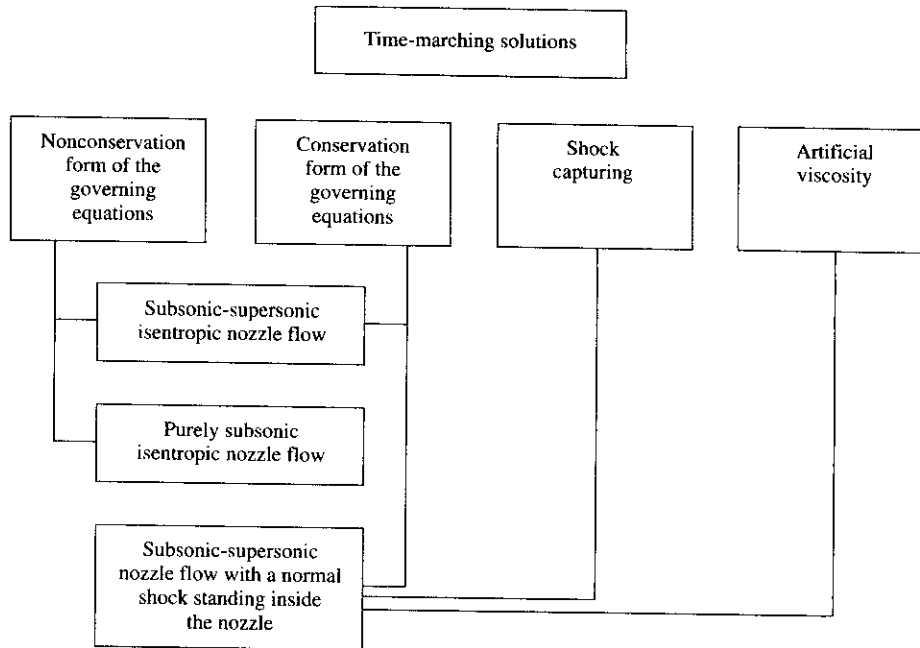 Time-marching solutions
Nonconservation
form of the
governing
equations
Conservation
form of the
governing
equations
Shock
capturing
Artificial
viscosity
Subsonic-supersonic
isentropic nozzle flow
Purely subsonic
isentropic nozzle flow
Subsonic-supersonic
nozzle flow with a normal
shock standing inside
the nozzle